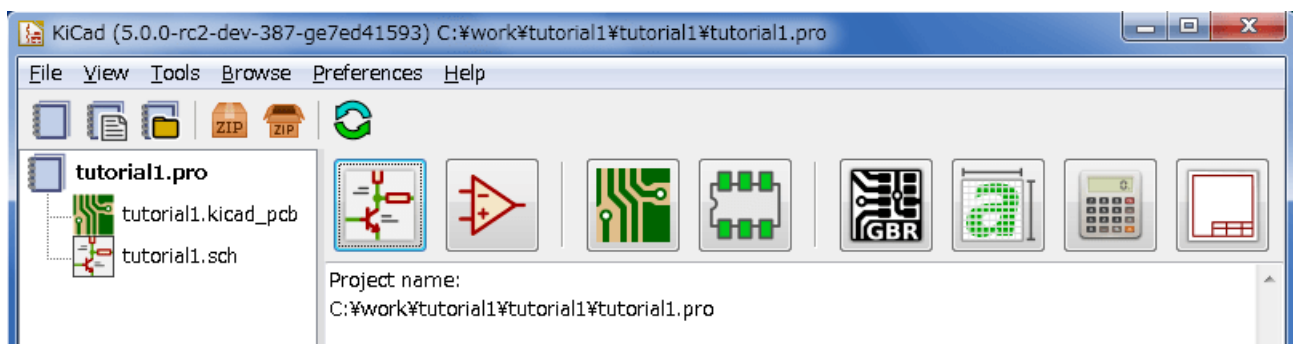 KiCad (5.0.0-rc2-dev-387-ge7ed41593) C:¥work¥tutorial1¥tutorial1¥tutorial1.pro
File View Tools Browse Preferences Help
ZIP ZIP
tutorial1.pro
tutorial1.kicad_pcb
tutorial1.sch
GBR a 0.
Project name:
C:¥work¥tutorial1¥tutorial1¥tutorial1.pro